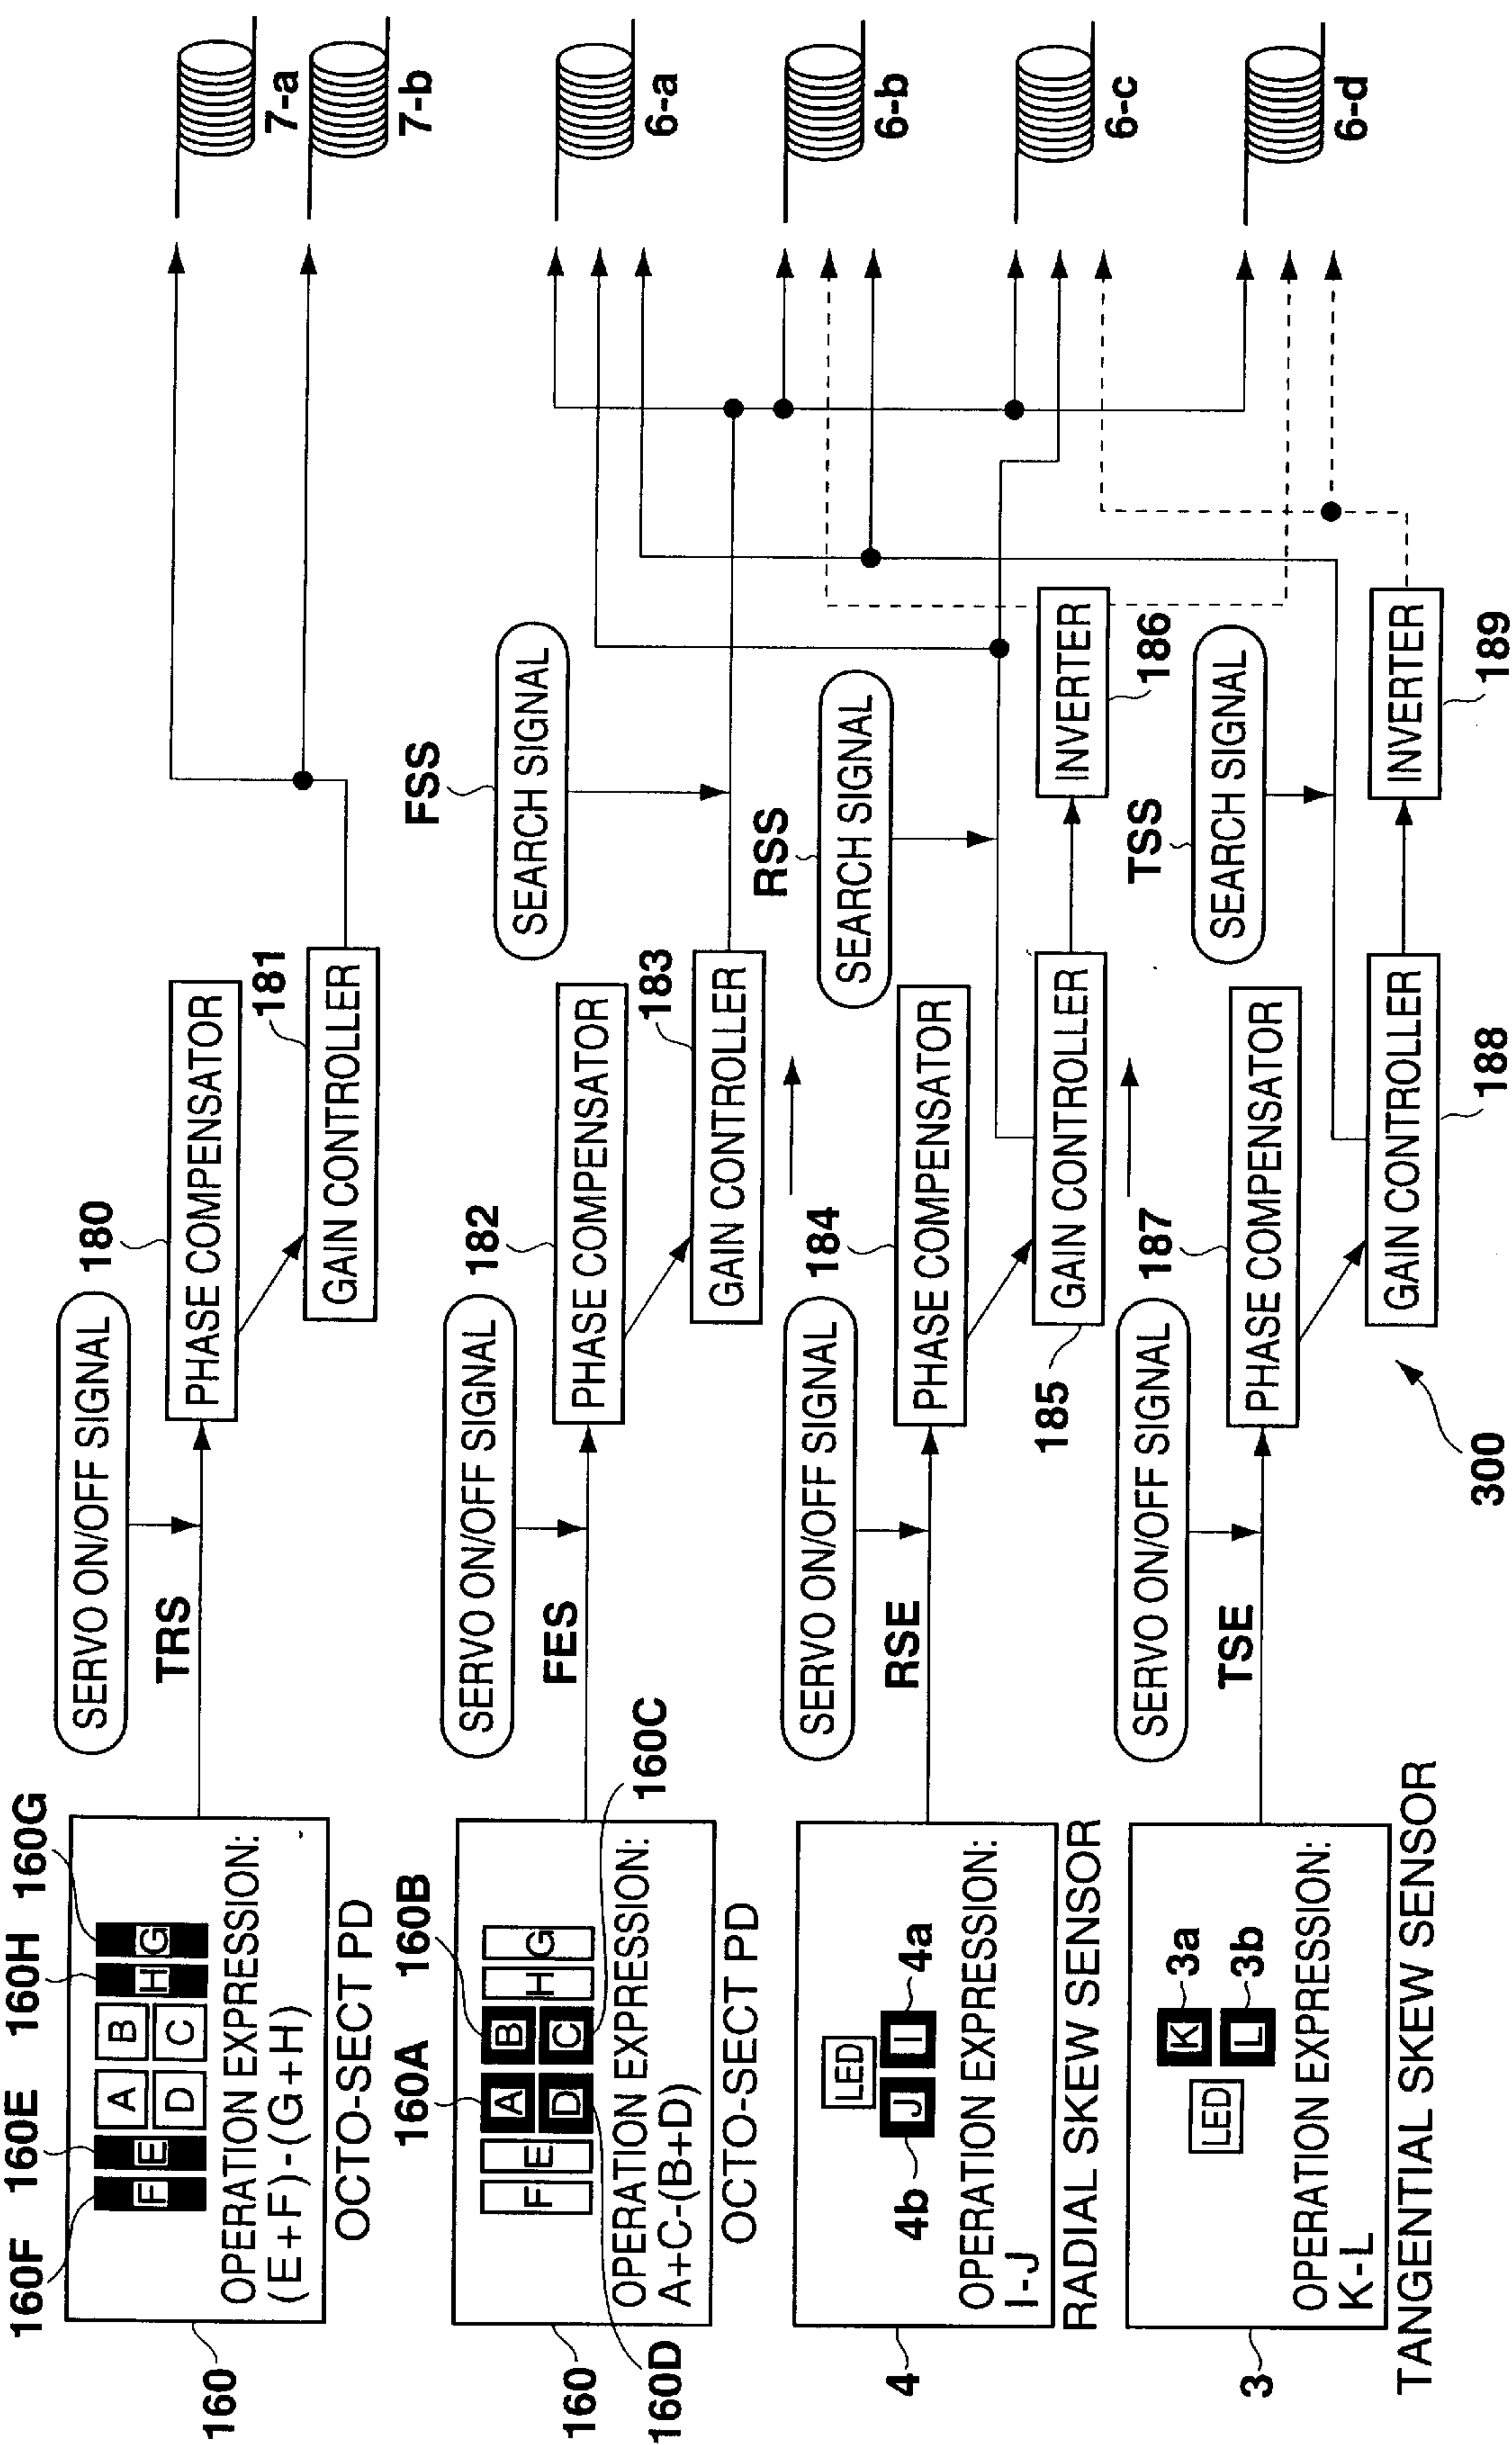 160F
160E
160H
160G
F
E
A
B
D
C
H
G
OPERATION EXPRESSION:
(E+F)-(G+H)
160
OCTO-SECT PD
SERVO ON/OFF SIGNAL
TRS
180
PHASE COMPENSATOR
181
GAIN CONTROLLER
7-a
7-b
160A
160B
F
E
A
B
D
C
H
G
OPERATION EXPRESSION:
A+C-(B+D)
160
160D
160C
OCTO-SECT PD
SERVO ON/OFF SIGNAL
FES
182
PHASE COMPENSATOR
183
GAIN CONTROLLER
FSS
SEARCH SIGNAL
6-a
6-b
LED
J
I
4b
4a
OPERATION EXPRESSION:
I-J
4
RADIAL SKEW SENSOR
SERVO ON/OFF SIGNAL
RSE
184
PHASE COMPENSATOR
185
GAIN CONTROLLER
RSS
SEARCH SIGNAL
INVERTER
186
6-c
LED
K
L
3a
3b
OPERATION EXPRESSION:
K-L
3
TANGENTIAL SKEW SENSOR
SERVO ON/OFF SIGNAL
TSE
187
PHASE COMPENSATOR
GAIN CONTROLLER
188
TSS
SEARCH SIGNAL
INVERTER
189
6-d
300